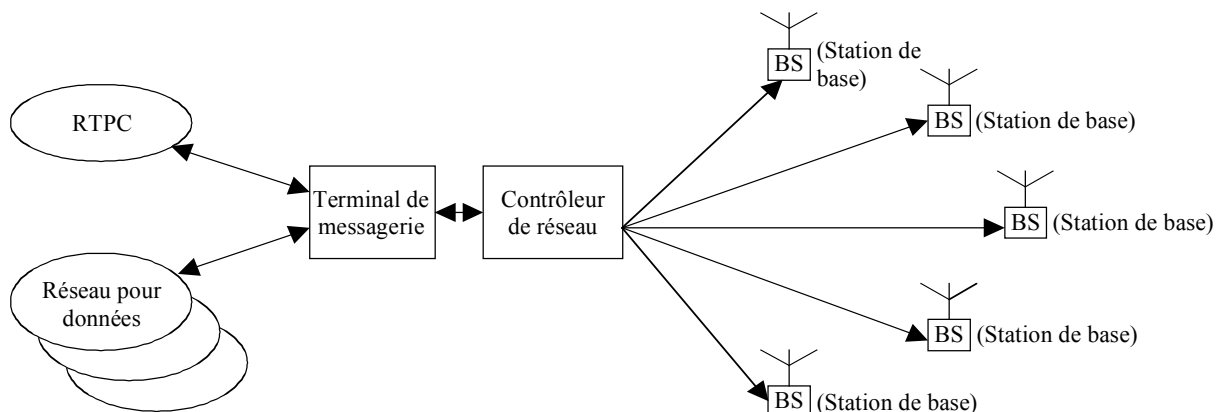 RTPC
Réseau pour
données
Terminal de
messagerie
Contrôleur
de réseau
BS
(Station de
base)
BS (Station de base)
BS (Station de base)
BS (Station de base)
BS (Station de base)